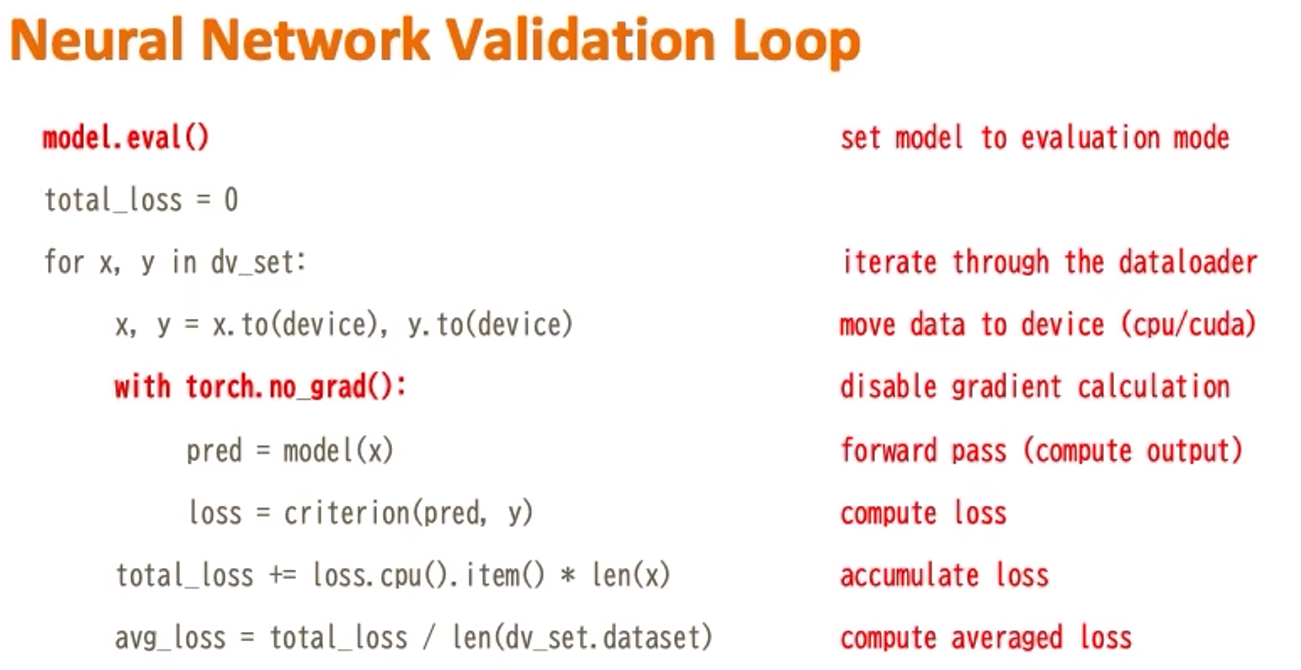 Neural Network Validation Loop
model.eval() set model to evaluation mode
total_loss = 0
for x, y in dv_set: iterate through the dataloader
x, y = x.to(device), y.to(device) move data to device (cpu/cuda)
with torch.no_grad(): disable gradient calculation
pred = model(x) forward pass (compute output)
loss = criterion(pred, y) compute loss
total_loss += loss.cpu().item() * len(x) accumulate loss
avg_loss = total_loss / len(dv_set.dataset) compute averaged loss